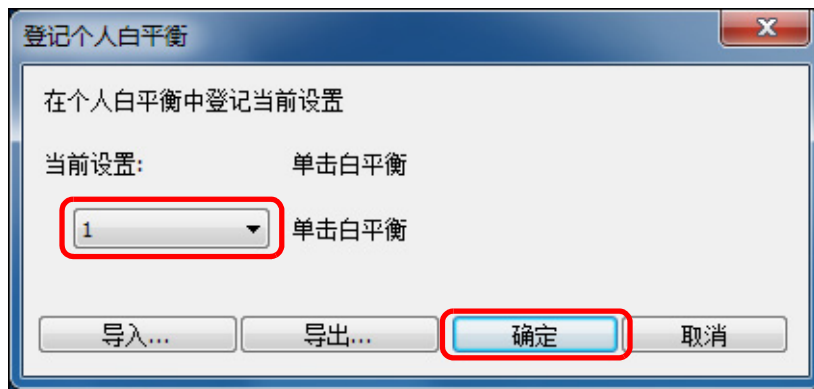 登记个人白平衡
在个人白平衡中登记当前设置
当前设置: 单击白平衡
1 单击白平衡
导入... 导出... 确定 取消